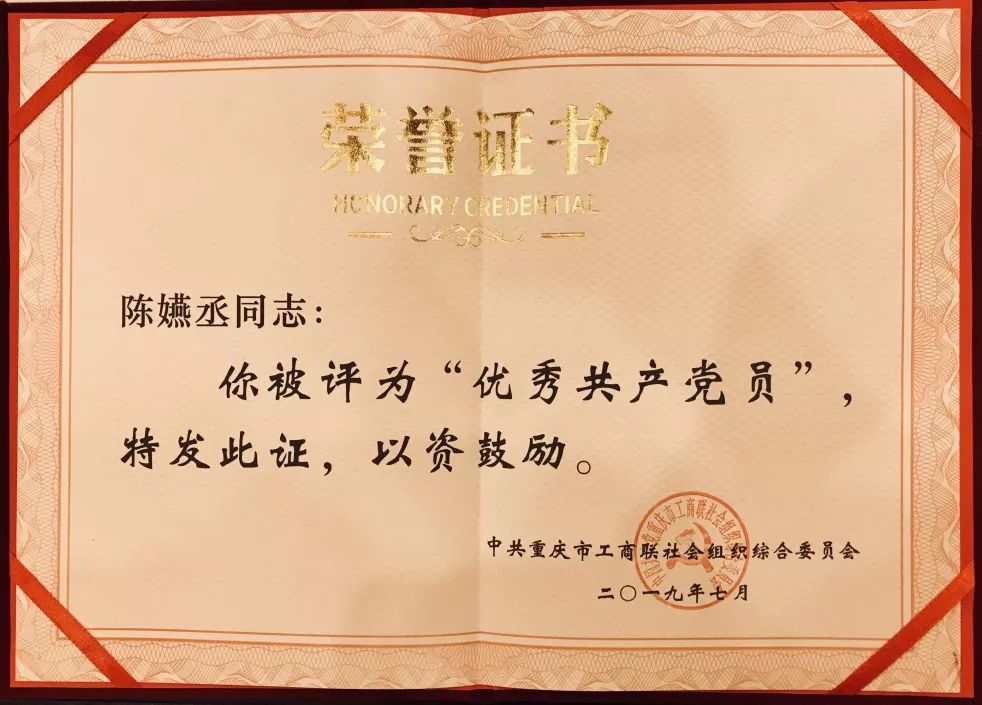 荣誉证书
HONORARY CREDENTIAL
陈嬿丞同志：
你被评为“优秀共产党员”，
特发此证，以资鼓励。
中共重庆市工商联社会组织综合委员会
二〇一九年七月